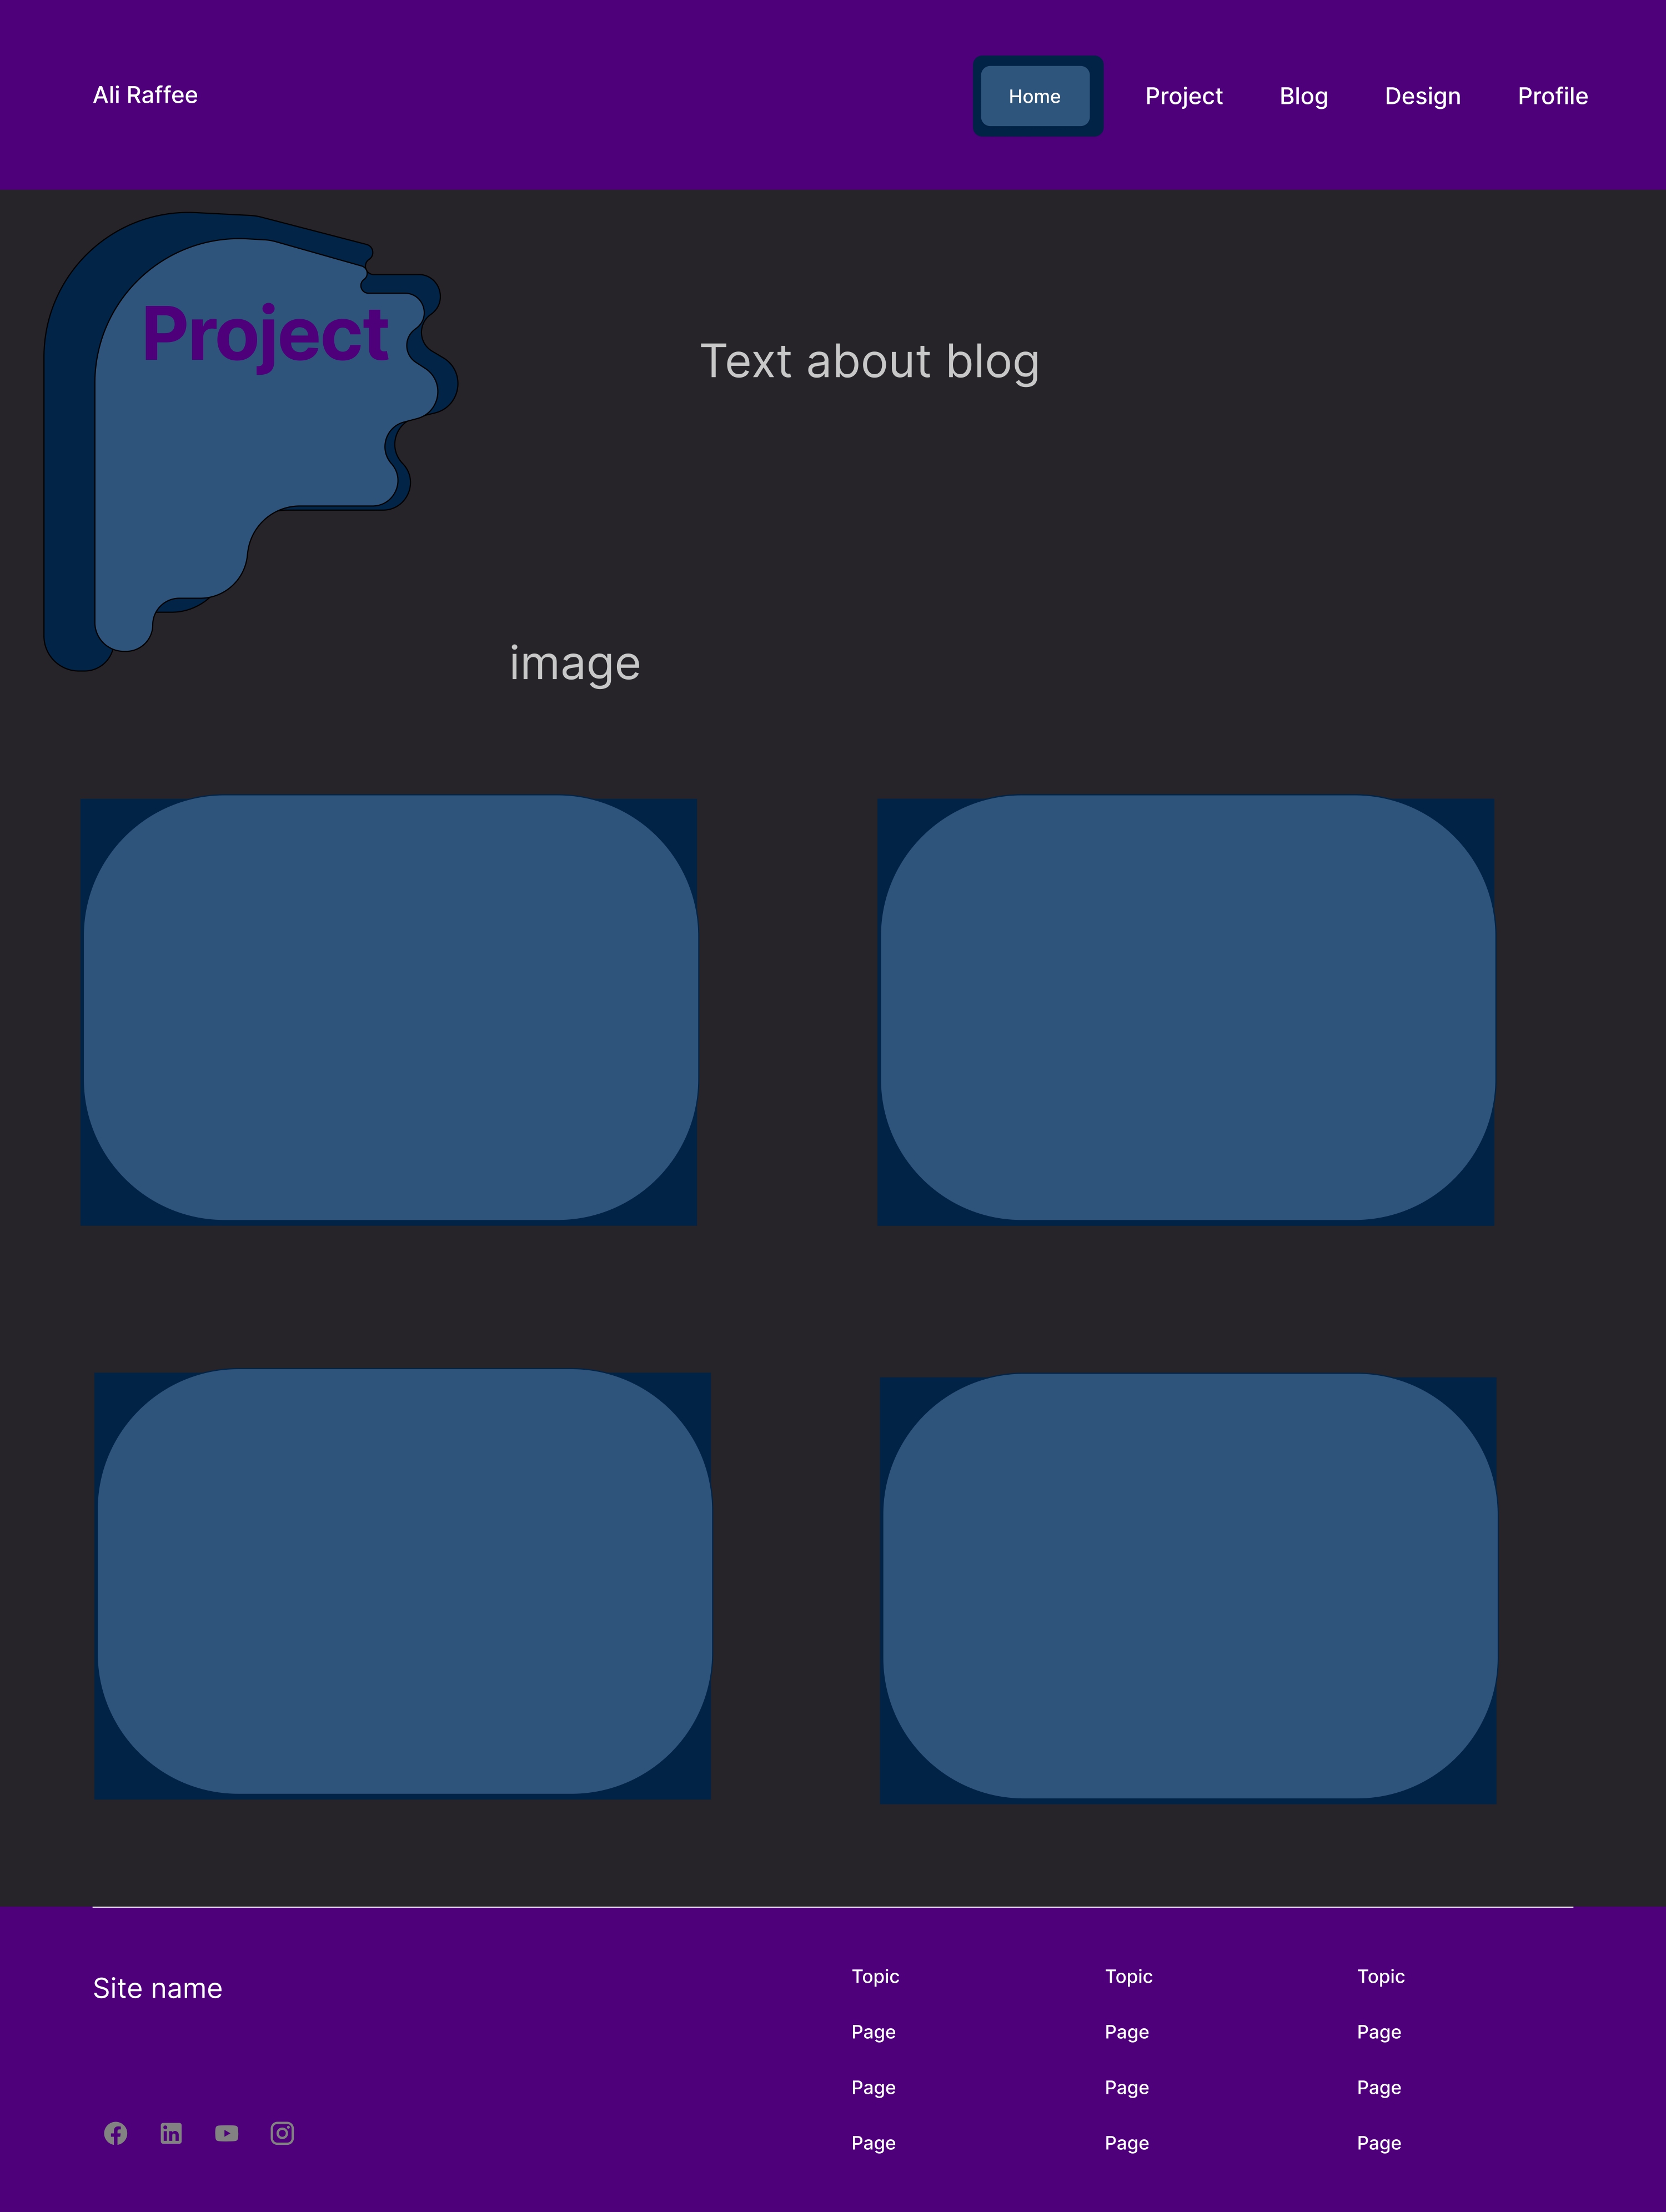 Ali Raffee
Home
Project
Blog
Design
Profile
Project
Text about blog
image
Site name
Topic
Page
Page
Page
Topic
Page
Page
Page
Topic
Page
Page
Page